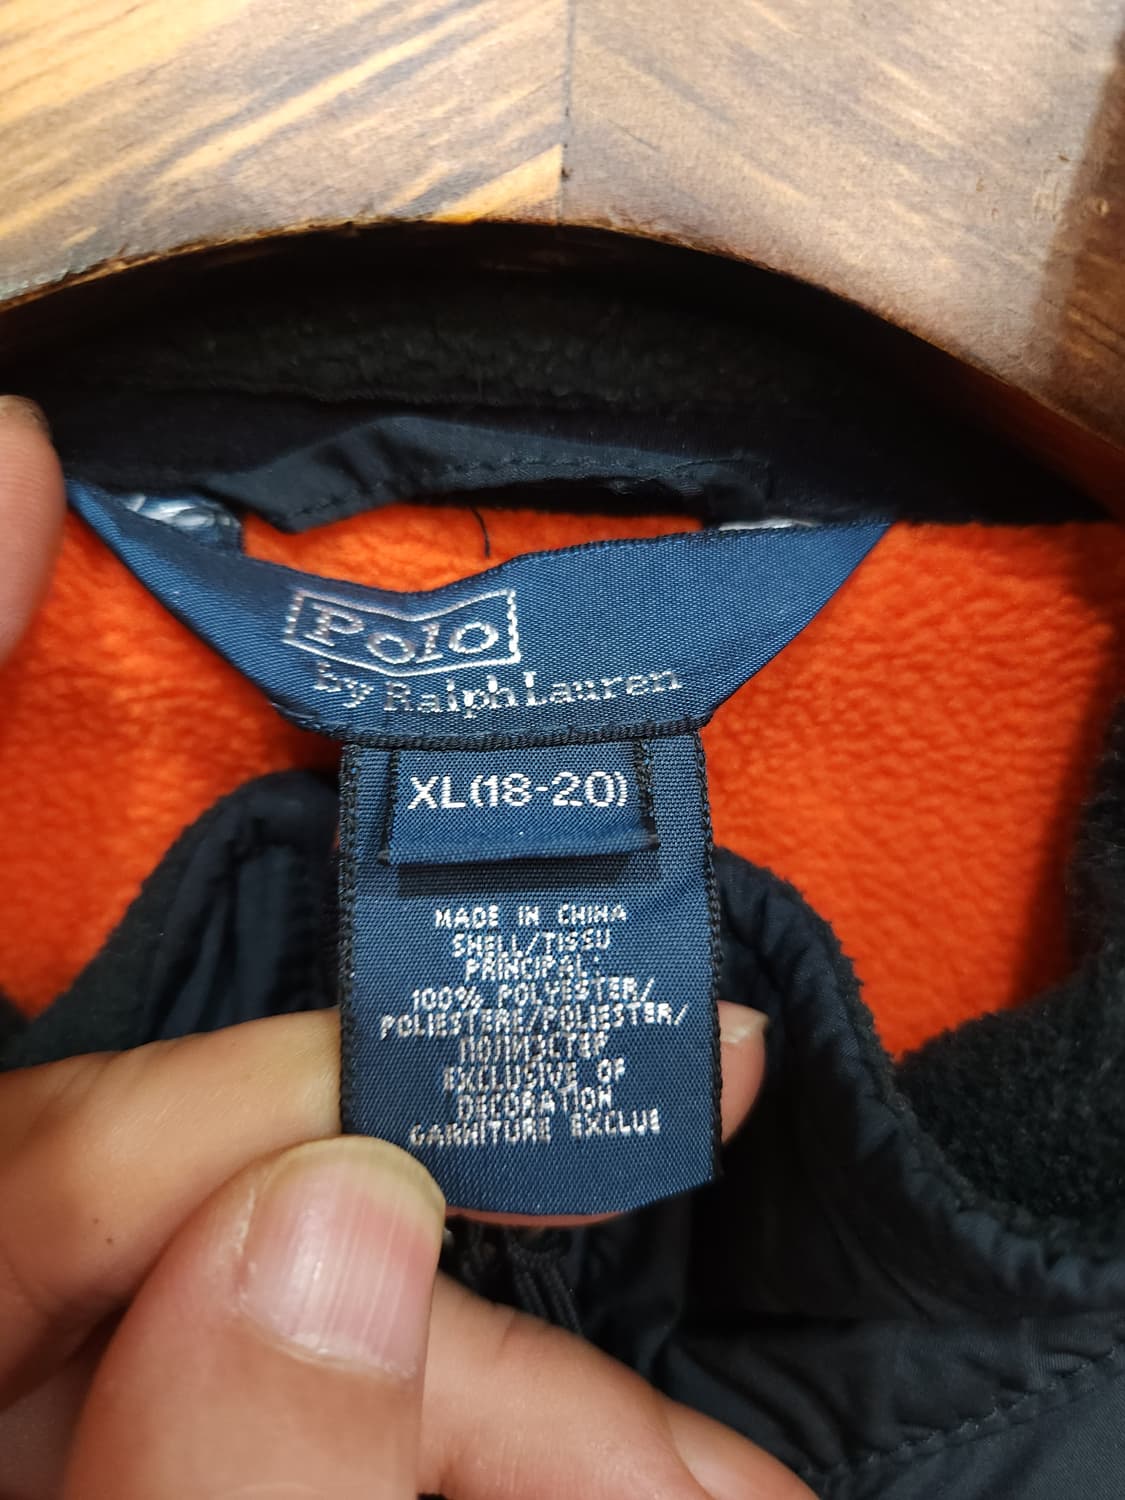 Polo
by Ralph Lauren
XL(18-20)
MADE IN CHINA
SHELL/TISSU
PRINCIPAL:
100% POLYESTER/
POLIESTERE/POLIESTER/
ПОЛИЭСТЕР
EXCLUSIVE OF
DECORATION
GARNITURE EXCLUE